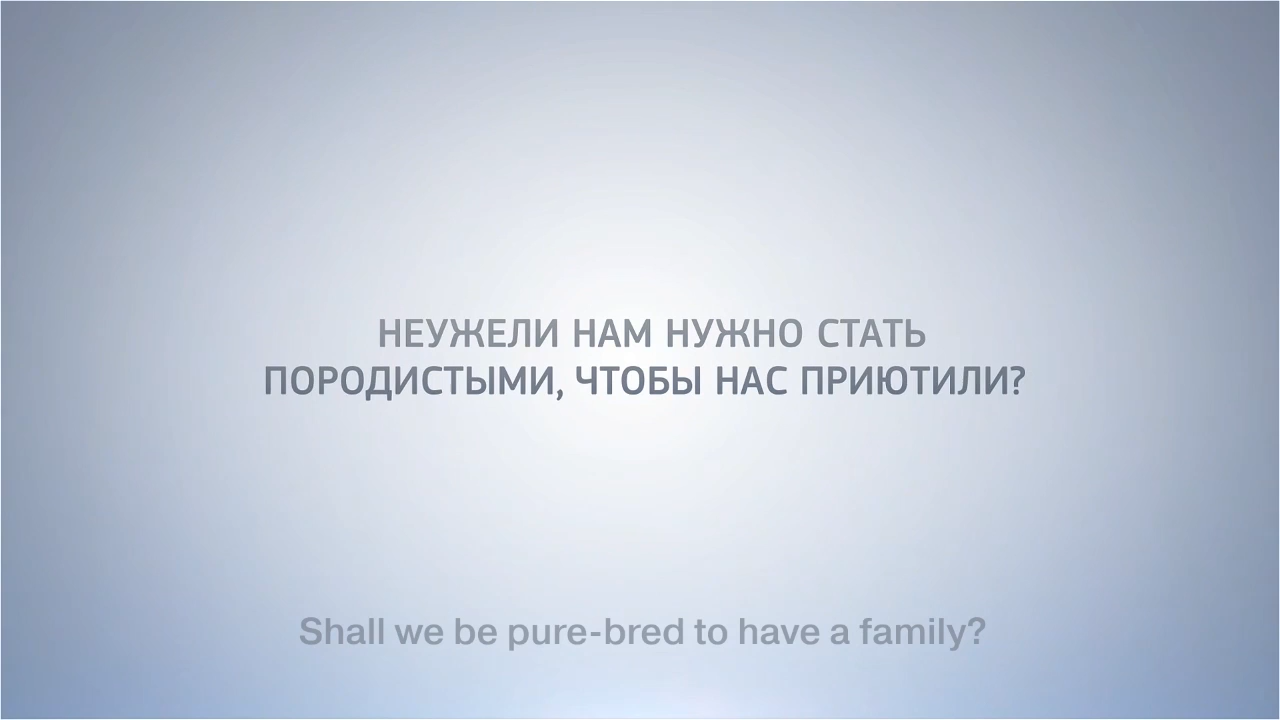 НЕУЖЕЛИ НАМ НУЖНО СТАТЬ
ПОРОДИСТЫМИ, ЧТОБЫ НАС ПРИЮТИЛИ?
Shall we be pure-bred to have a family?